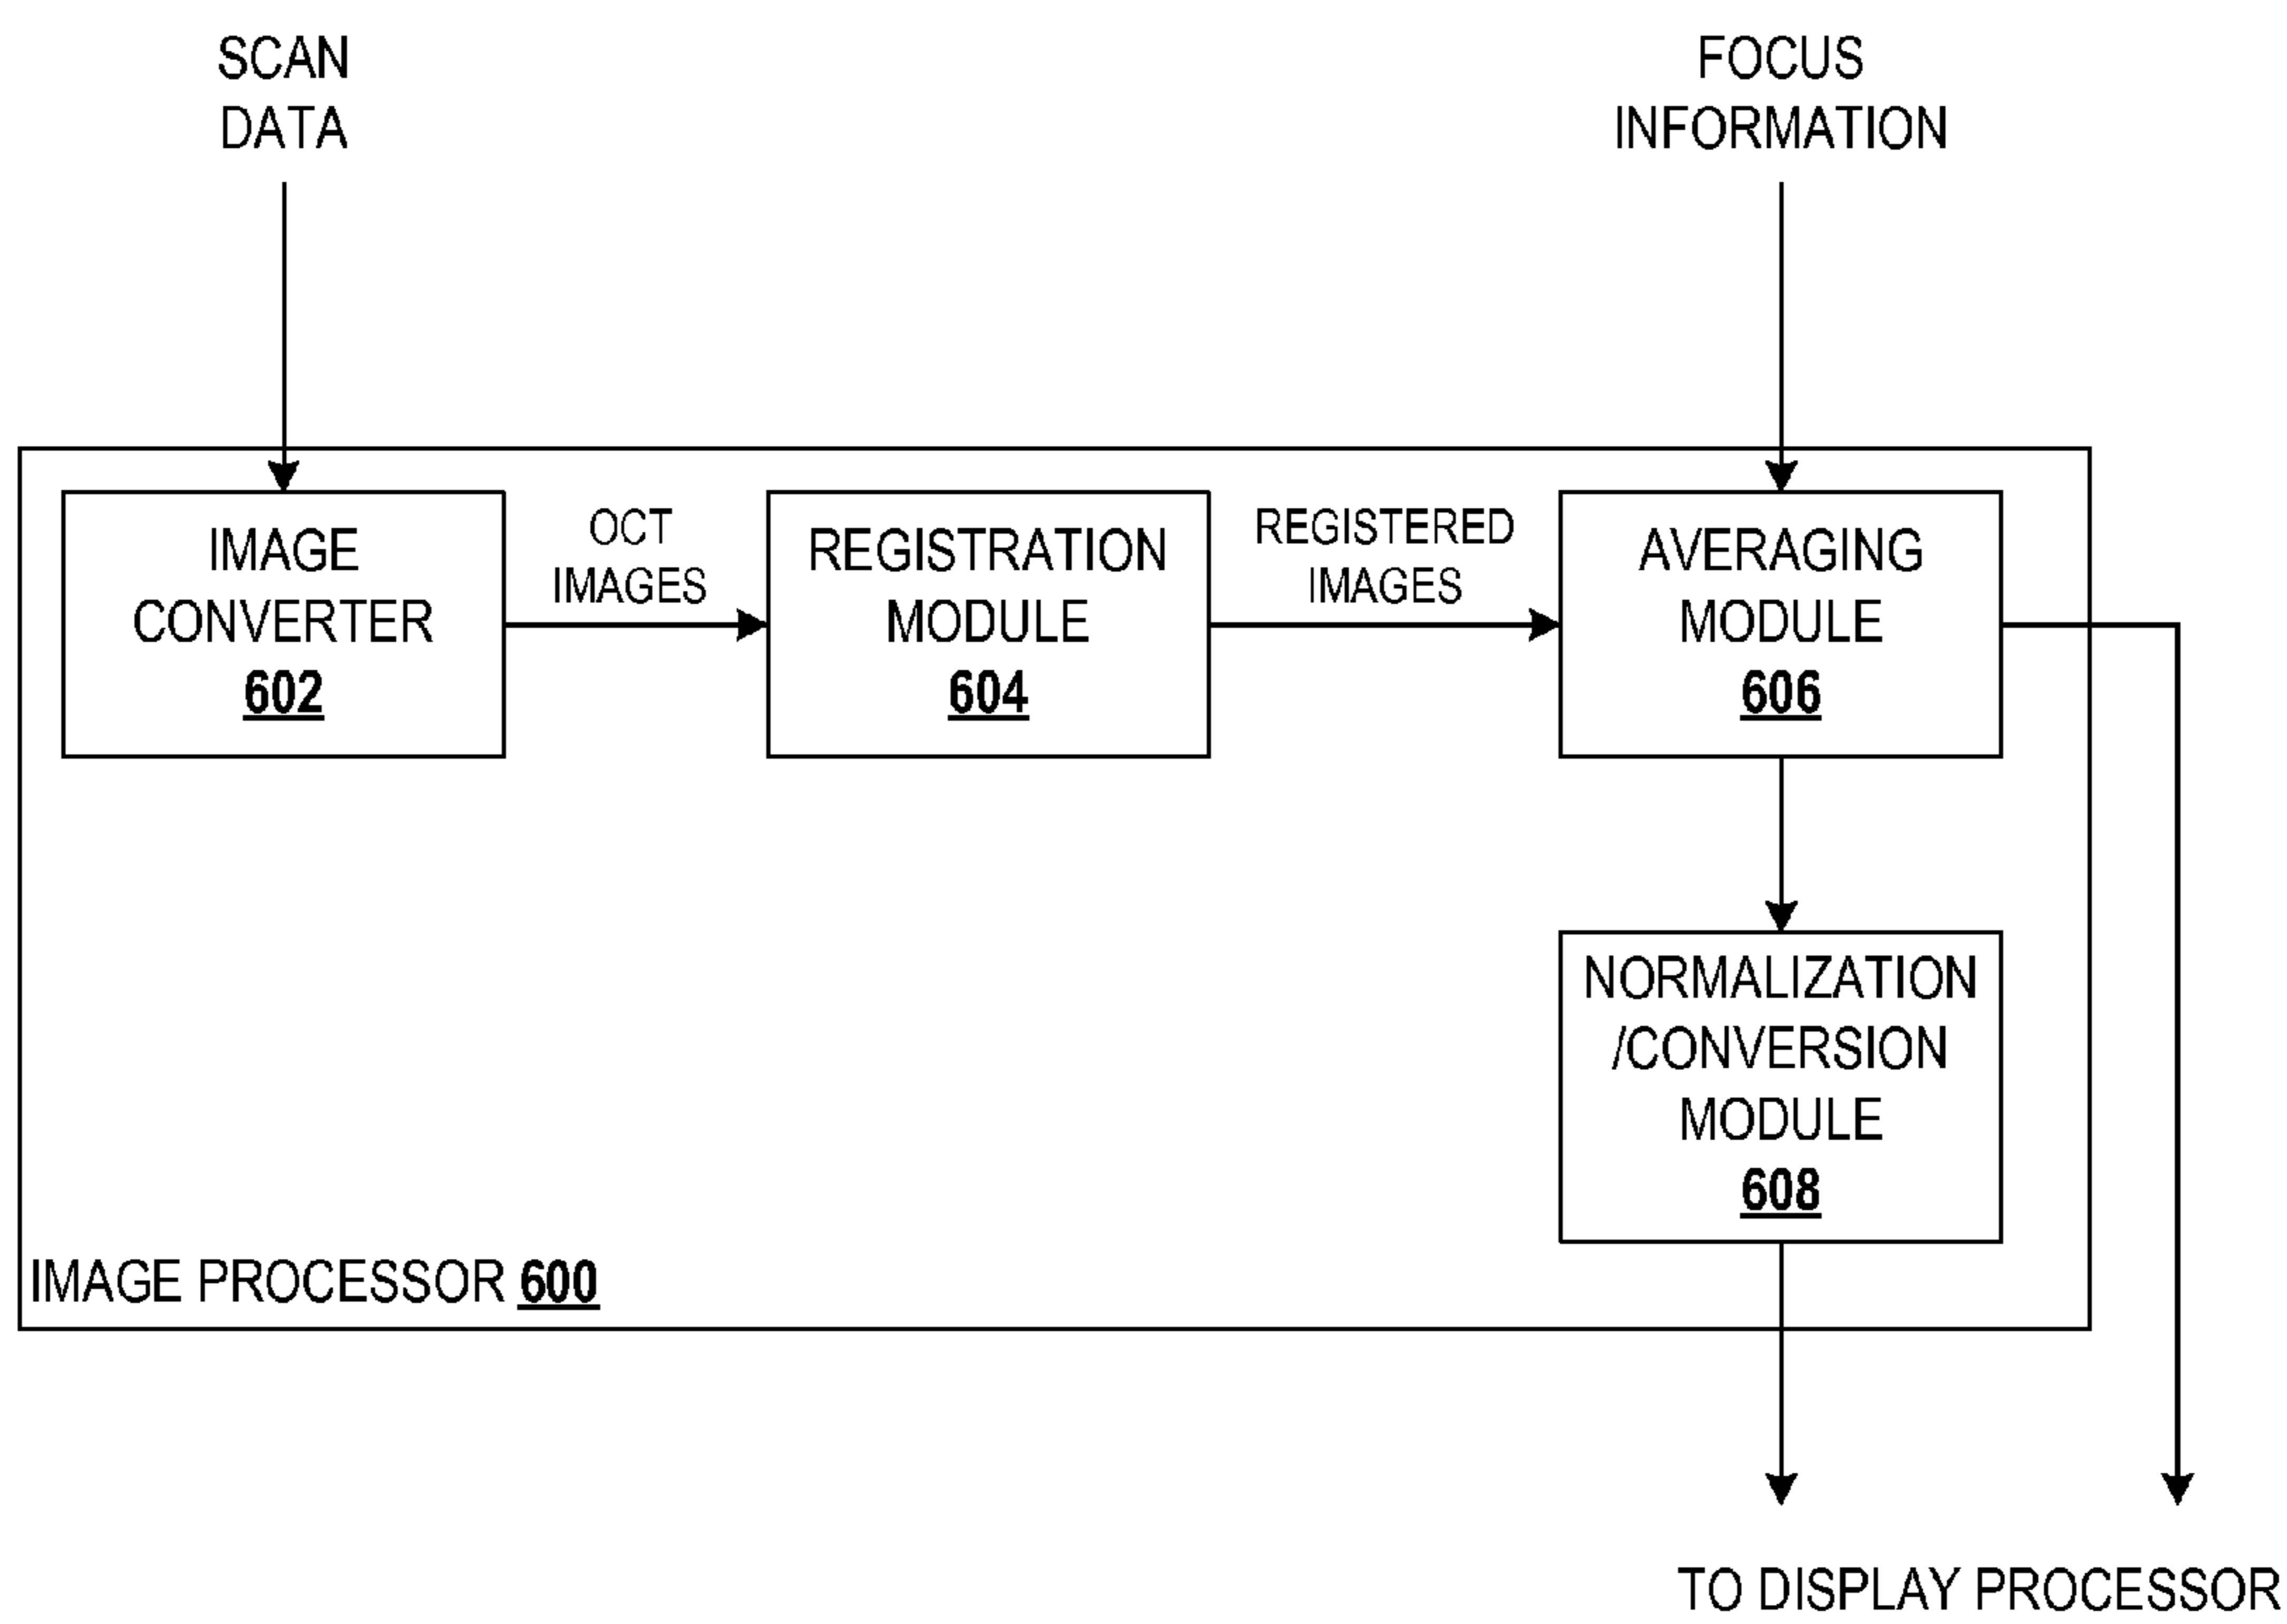 SCAN
DATA
FOCUS
INFORMATION
IMAGE
CONVERTER
602
OCT
IMAGES
REGISTRATION
MODULE
604
REGISTERED
IMAGES
AVERAGING
MODULE
606
NORMALIZATION
/CONVERSION
MODULE
608
IMAGE PROCESSOR 600
TO DISPLAY PROCESSOR